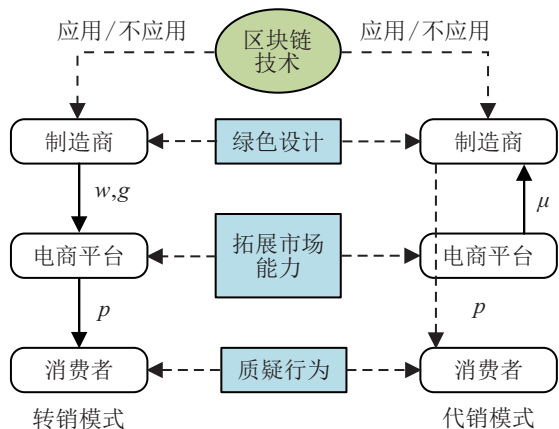 应用/不应用
区块链
技术
应用/不应用
制造商
绿色设计
制造商
w,g
μ
电商平台
拓展市场
能力
电商平台
p
p
消费者
质疑行为
消费者
转销模式
代销模式